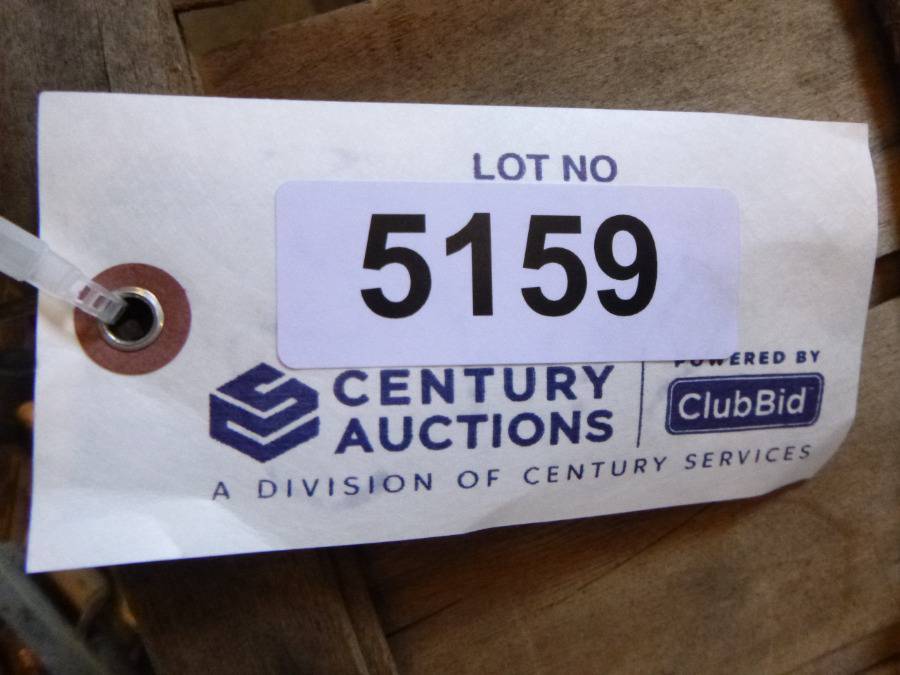 LOT NO
5159
CENTURY
AUCTIONS
POWERED BY
ClubBid
A DIVISION OF CENTURY SERVICES